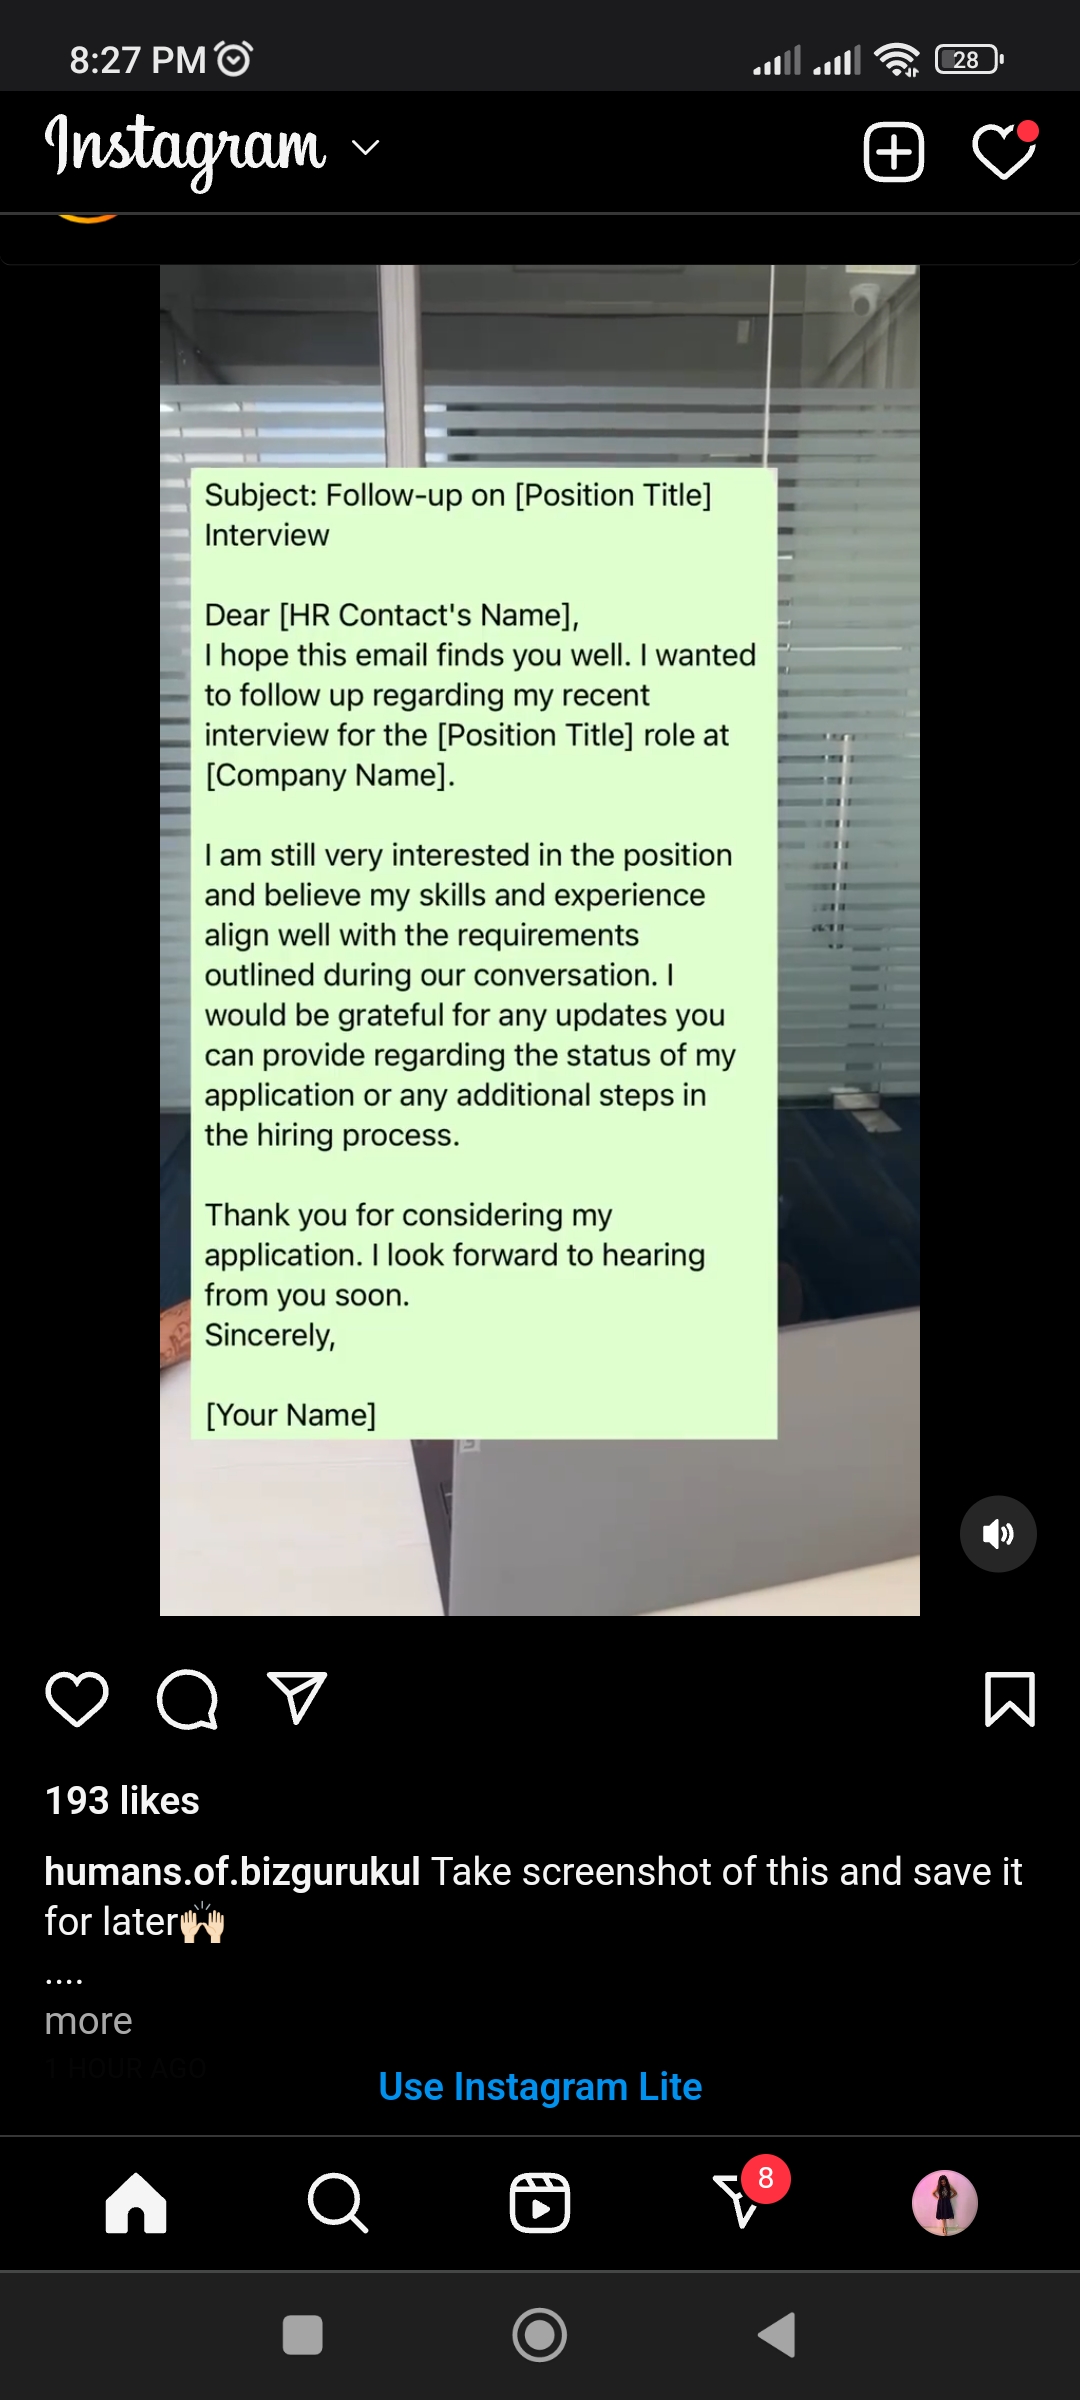 8:27 PM
28
Instagram
Subject: Follow-up on [Position Title]
Interview
Dear [HR Contact's Name],
I hope this email finds you well. I wanted
to follow up regarding my recent
interview for the [Position Title] role at
[Company Name].
I am still very interested in the position
and believe my skills and experience
align well with the requirements
outlined during our conversation. I
would be grateful for any updates you
can provide regarding the status of my
application or any additional steps in
the hiring process.
Thank you for considering my
application. I look forward to hearing
from you soon.
Sincerely,
[Your Name]
193 likes
humans.of.bizgurukul Take screenshot of this and save it
for later🙌🏻
....
more
1 HOUR AGO
Use Instagram Lite
8